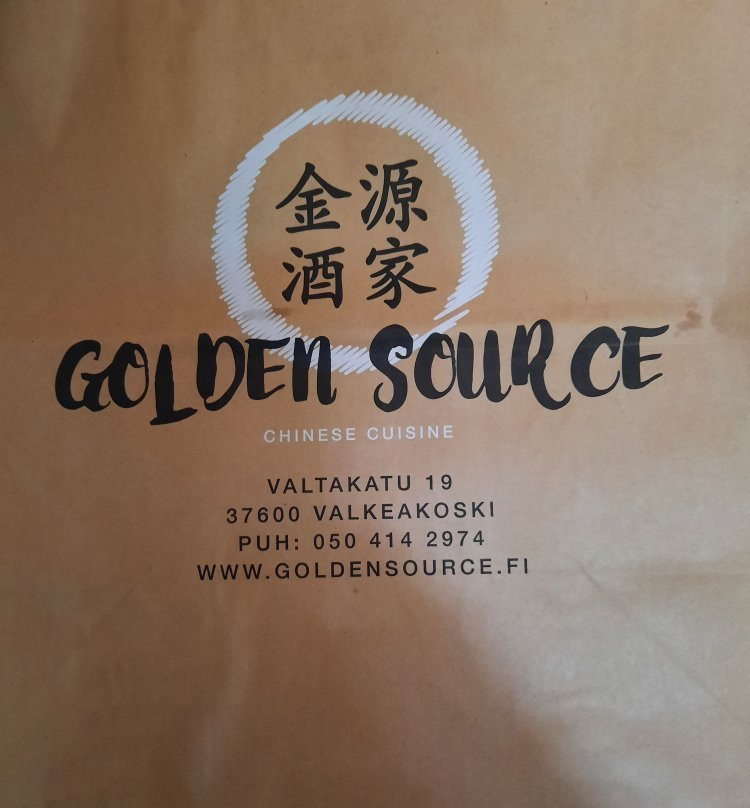 金源
酒家
GOLDEN SOURCE
CHINESE CUISINE
VALTAKATU 19
37600 VALKEAKOSKI
PUH: 050 414 2974
WWW.GOLDENSOURCE.FI